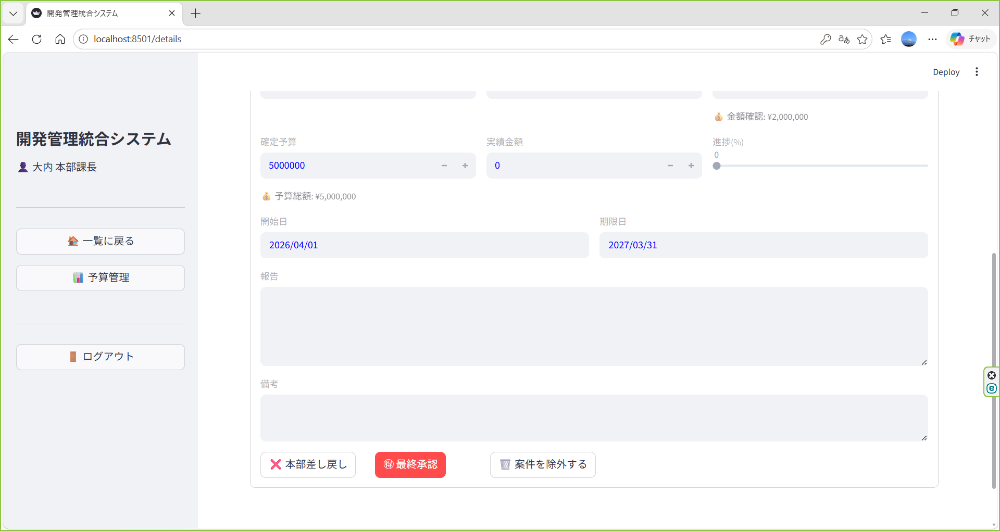 開発管理統合システム
localhost:8501/details
チャット
Deploy
開発管理統合システム
大内 本部課長
一覧に戻る
予算管理
ログアウト
金額確認: ¥2,000,000
確定予算
実績金額
進捗(%)
5000000
0
0
予算総額: ¥5,000,000
開始日
期限日
2026/04/01
2027/03/31
報告
備考
本部差し戻し
🉐 最終承認
案件を除外する